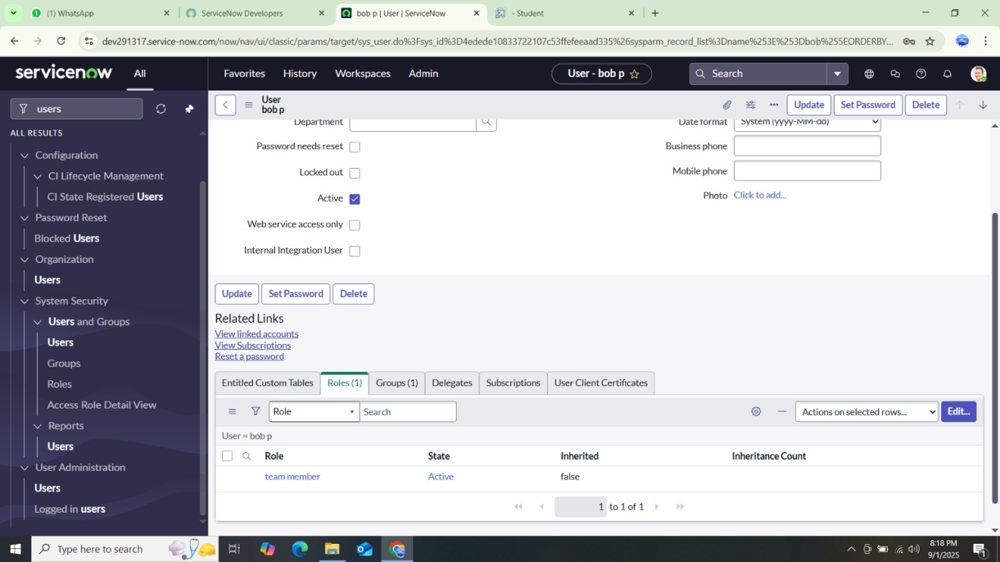 (1) WhatsApp
ServiceNow Developers
bob p | User | ServiceNow
- Student
dev291317.service-now.com/now/nav/ui/classic/params/target/sys_user.do%3Fsys_id%3D4edede10833722107c53ffefeeaad335%26sysparm_record_list%3Dname%253E%253Dbob%255EORDERBY...
servicenow
All
Favorites
History
Workspaces
Admin
User - bob p
Search
users
User
bob p
Update
Set Password
Delete
ALL RESULTS
Configuration
CI Lifecycle Management
CI State Registered Users
Password Reset
Blocked Users
Organization
Users
System Security
Users and Groups
Users
Groups
Roles
Access Role Detail View
Reports
Users
User Administration
Users
Logged in users
Department
Password needs reset
Locked out
Active
Web service access only
Internal Integration User
Date format
System (yyyy-MM-dd)
Business phone
Mobile phone
Photo
Click to add...
Update
Set Password
Delete
Related Links
View linked accounts
View Subscriptions
Reset a password
Entitled Custom Tables
Roles (1)
Groups (1)
Delegates
Subscriptions
User Client Certificates
Role
Search
Actions on selected rows...
Edit...
User = bob p
Role
State
Inherited
Inheritance Count
team member
Active
false
1 to 1 of 1
Type here to search
8:18 PM
9/1/2025
1